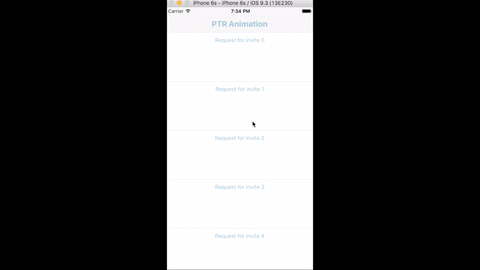 iPhone 6s - iPhone 6s / iOS 9.3 (13E230)
Carrier 7:34 PM
PTR Animation
Request for invite 0
Request for invite 1
Request for invite 2
Request for invite 3
Request for invite 4